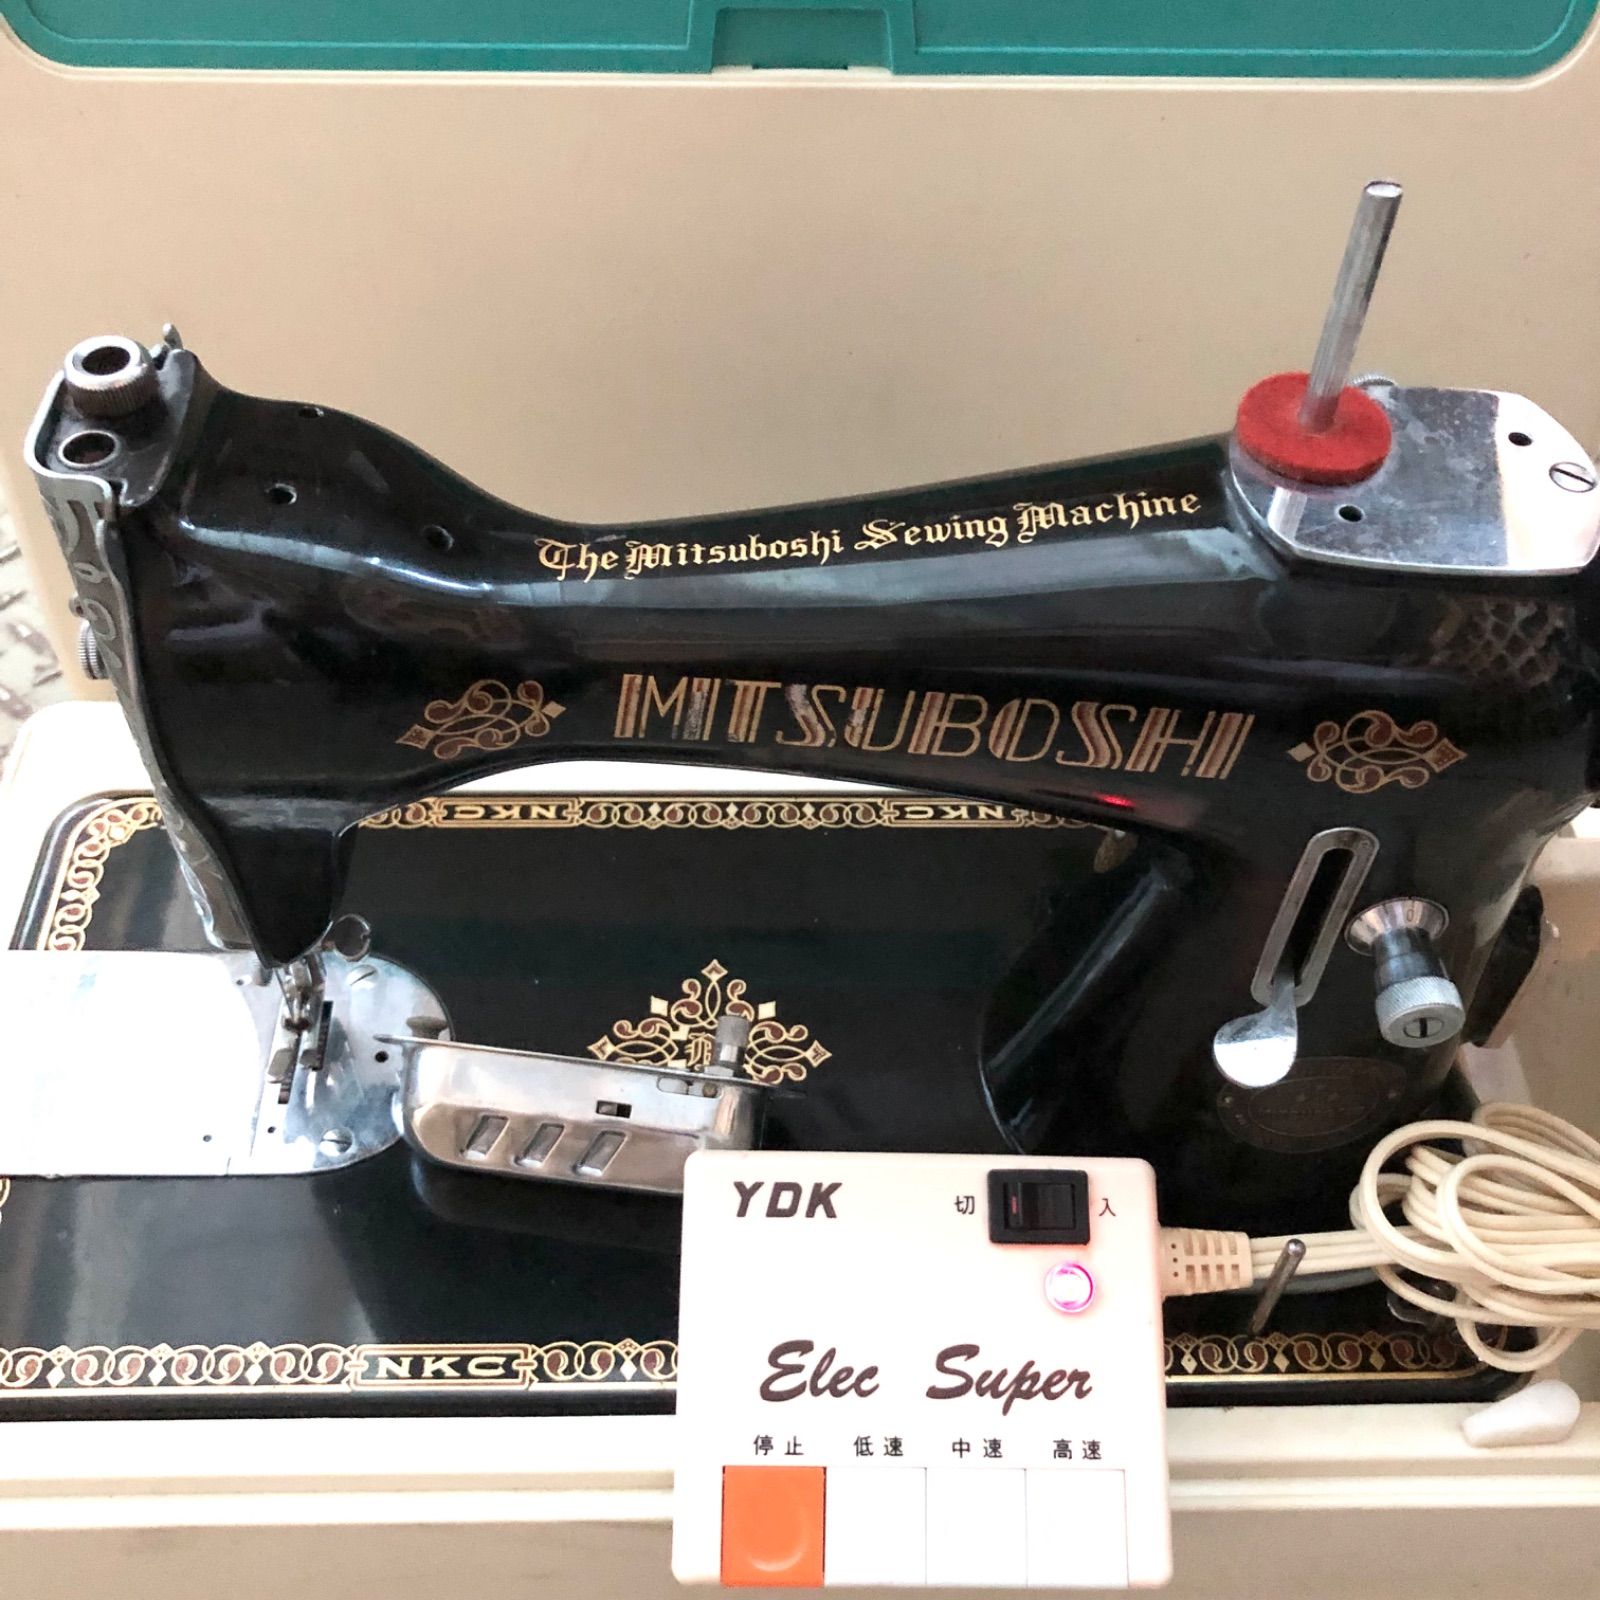 The Mitsuboshi Sewing Machine
MITSUBOSHI
NKC NKC
YDK
切 入
Elec Super
NKC
停止 低速 中速 高速